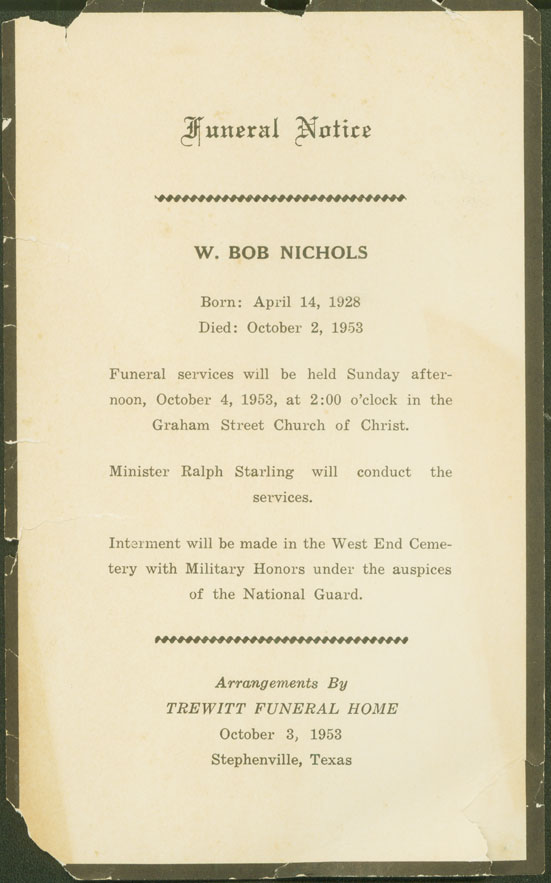 Funeral Notice
W. BOB NICHOLS
Born: April 14, 1928
Died: October 2, 1953
Funeral services will be held Sunday after-
noon, October 4, 1953, at 2:00 o'clock in the
Graham Street Church of Christ.
Minister Ralph Starling will conduct the
services.
Interment will be made in the West End Ceme-
tery with Military Honors under the auspices
of the National Guard.
Arrangements By
TREWITT FUNERAL HOME
October 3, 1953
Stephenville, Texas